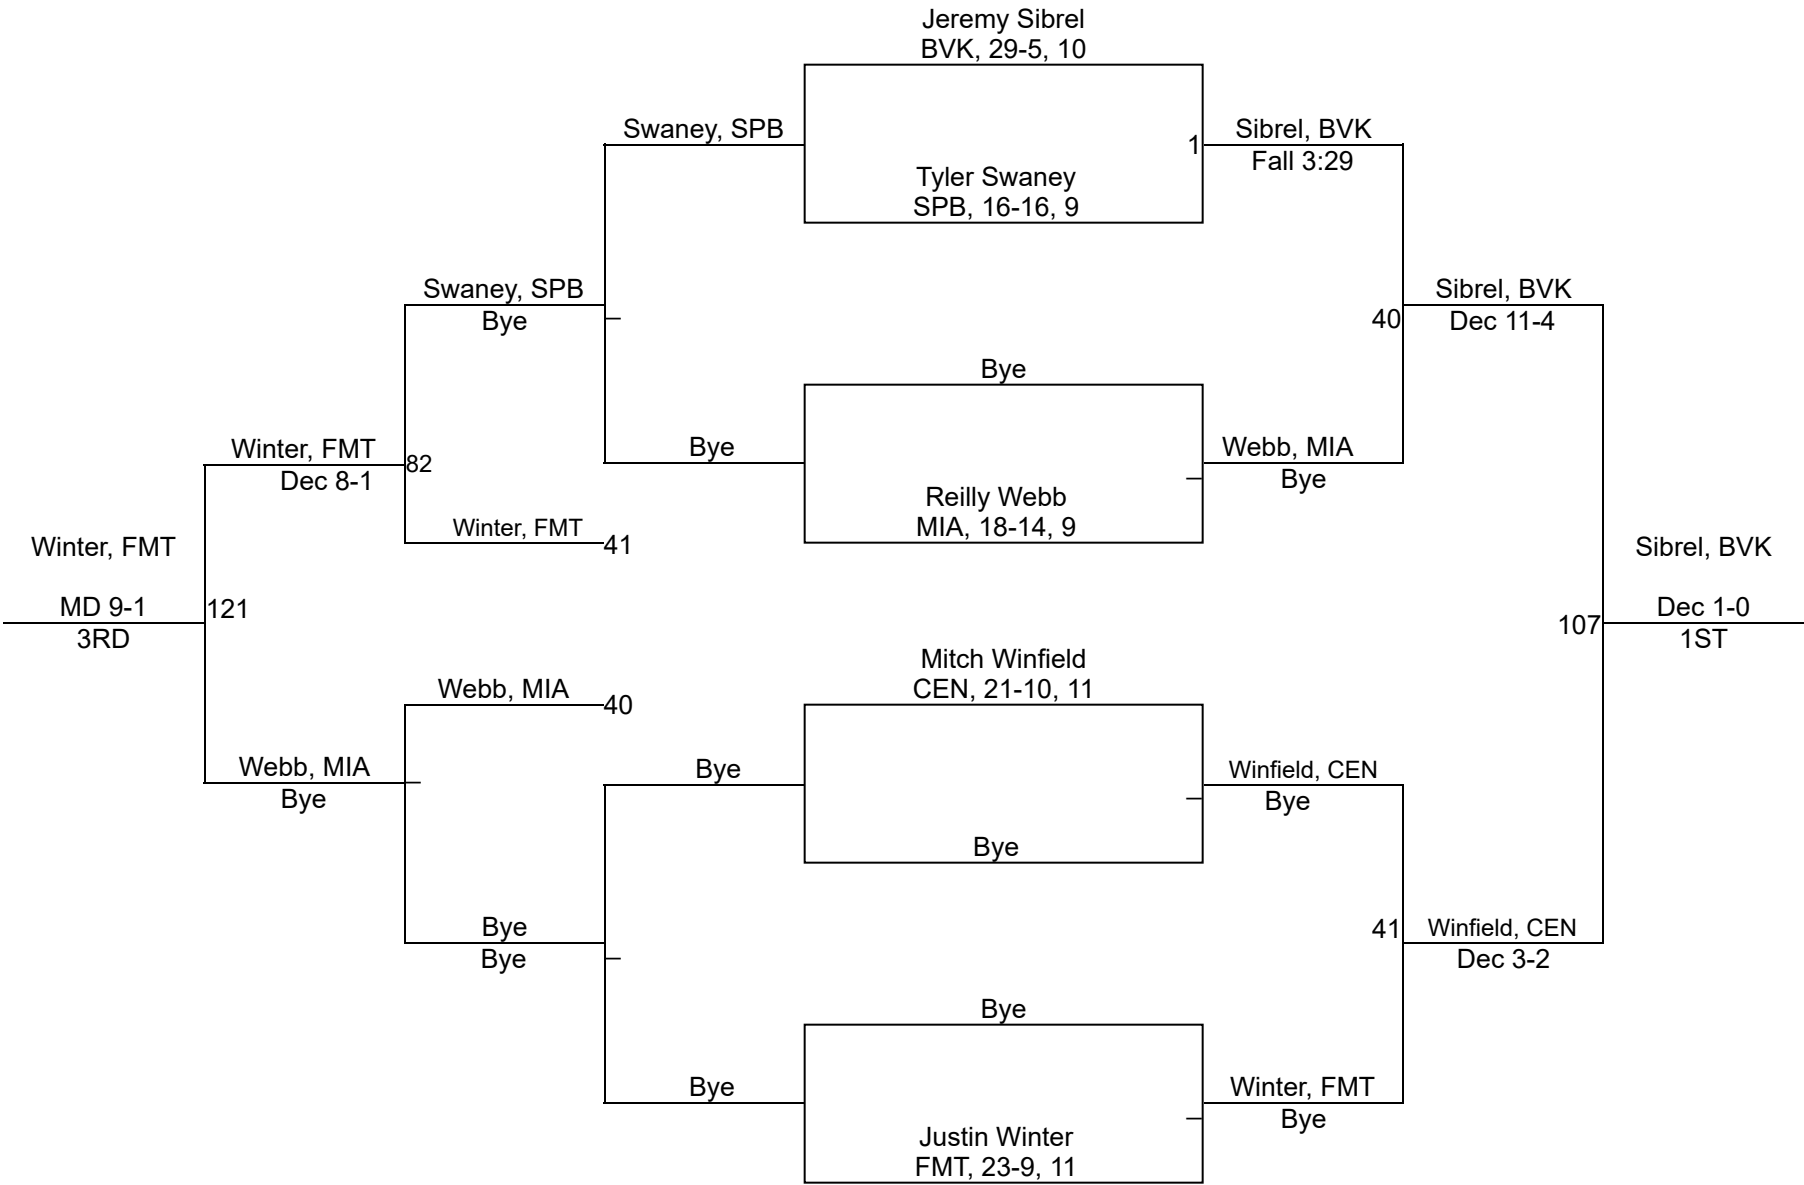 Jeremy Sibrel
BVK, 29-5, 10
Swaney, SPB
1
Sibrel, BVK
Fall 3:29
Tyler Swaney
SPB, 16-16, 9
Swaney, SPB
Bye
40
Sibrel, BVK
Dec 11-4
Bye
Winter, FMT
Dec 8-1
82
Bye
Webb, MIA
Bye
Reilly Webb
MIA, 18-14, 9
Winter, FMT
41
Winter, FMT
MD 9-1
3RD
121
Sibrel, BVK
107
Dec 1-0
1ST
Mitch Winfield
CEN, 21-10, 11
Webb, MIA
40
Webb, MIA
Bye
Bye
Winfield, CEN
Bye
Bye
Bye
Bye
41
Winfield, CEN
Dec 3-2
Bye
Bye
Winter, FMT
Bye
Justin Winter
FMT, 23-9, 11